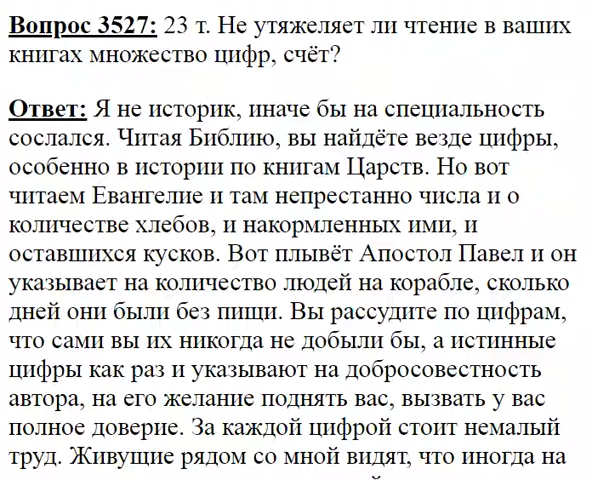 Вопрос 3527: 23 т. Не утяжеляет ли чтение в ваших
книгах множество цифр, счёт?
Ответ: Я не историк, иначе бы на специальность
сослался. Читая Библию, вы найдёте везде цифры,
особенно в истории по книгам Царств. Но вот
читаем Евангелие и там непрестанно числа и о
количестве хлебов, и накормленных ими, и
оставшихся кусков. Вот плывёт Апостол Павел и он
указывает на количество людей на корабле, сколько
дней они были без пищи. Вы рассудите по цифрам,
что сами вы их никогда не добыли бы, а истинные
цифры как раз и указывают на добросовестность
автора, на его желание поднять вас, вызвать у вас
полное доверие. За каждой цифрой стоит немалый
труд. Живущие рядом со мной видят, что иногда на